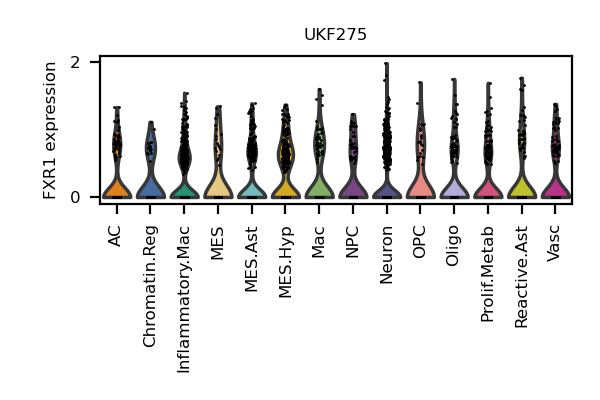 UKF275
FXR1 expression
2
0
AC
Chromatin.Reg
Inflammatory.Mac
MES
MES.Ast
MES.Hyp
Mac
NPC
Neuron
OPC
Oligo
Prolif.Metab
Reactive.Ast
Vasc